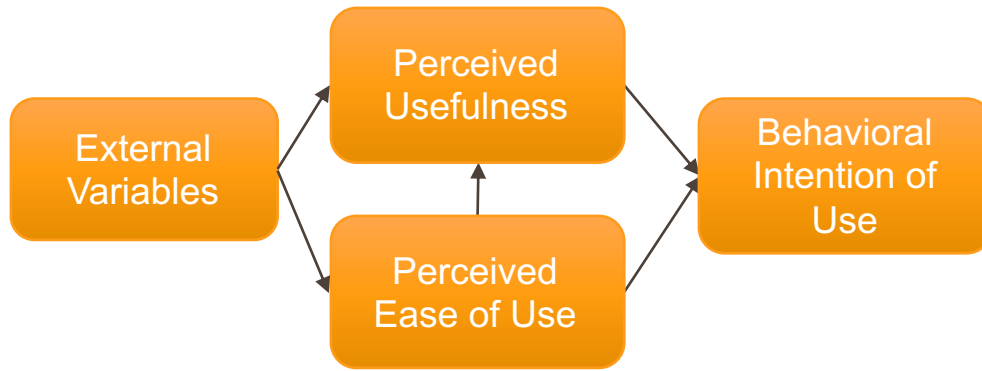 External
Variables
Perceived
Usefulness
Perceived
Ease of Use
Behavioral
Intention of
Use